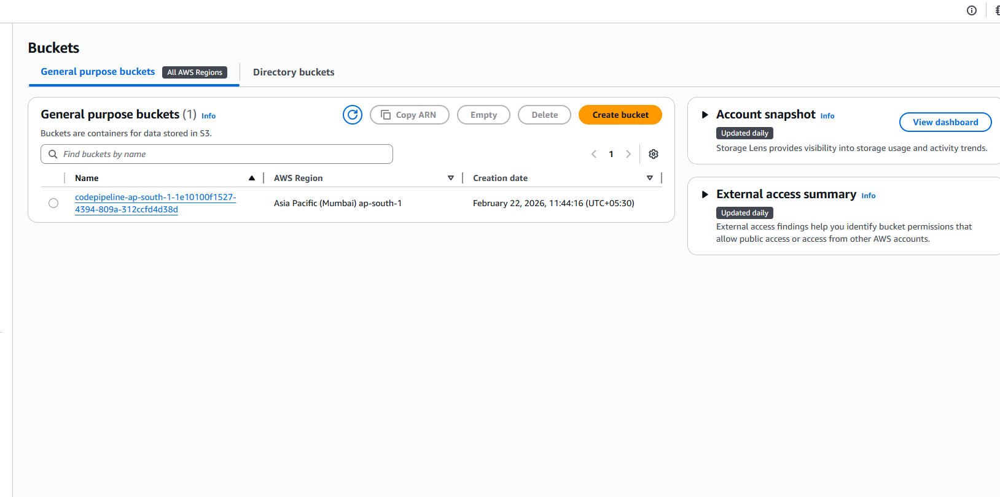 Buckets
General purpose buckets All AWS Regions Directory buckets
General purpose buckets (1) Info
Copy ARN Empty Delete Create bucket
Buckets are containers for data stored in S3.
Find buckets by name
1
Name AWS Region Creation date
codepipeline-ap-south-1-1e10100f1527-
4394-809a-312ccfd4d38d
Asia Pacific (Mumbai) ap-south-1
February 22, 2026, 11:44:16 (UTC+05:30)
Account snapshot Info
View dashboard
Updated daily
Storage Lens provides visibility into storage usage and activity trends.
External access summary Info
Updated daily
External access findings help you identify bucket permissions that
allow public access or access from other AWS accounts.